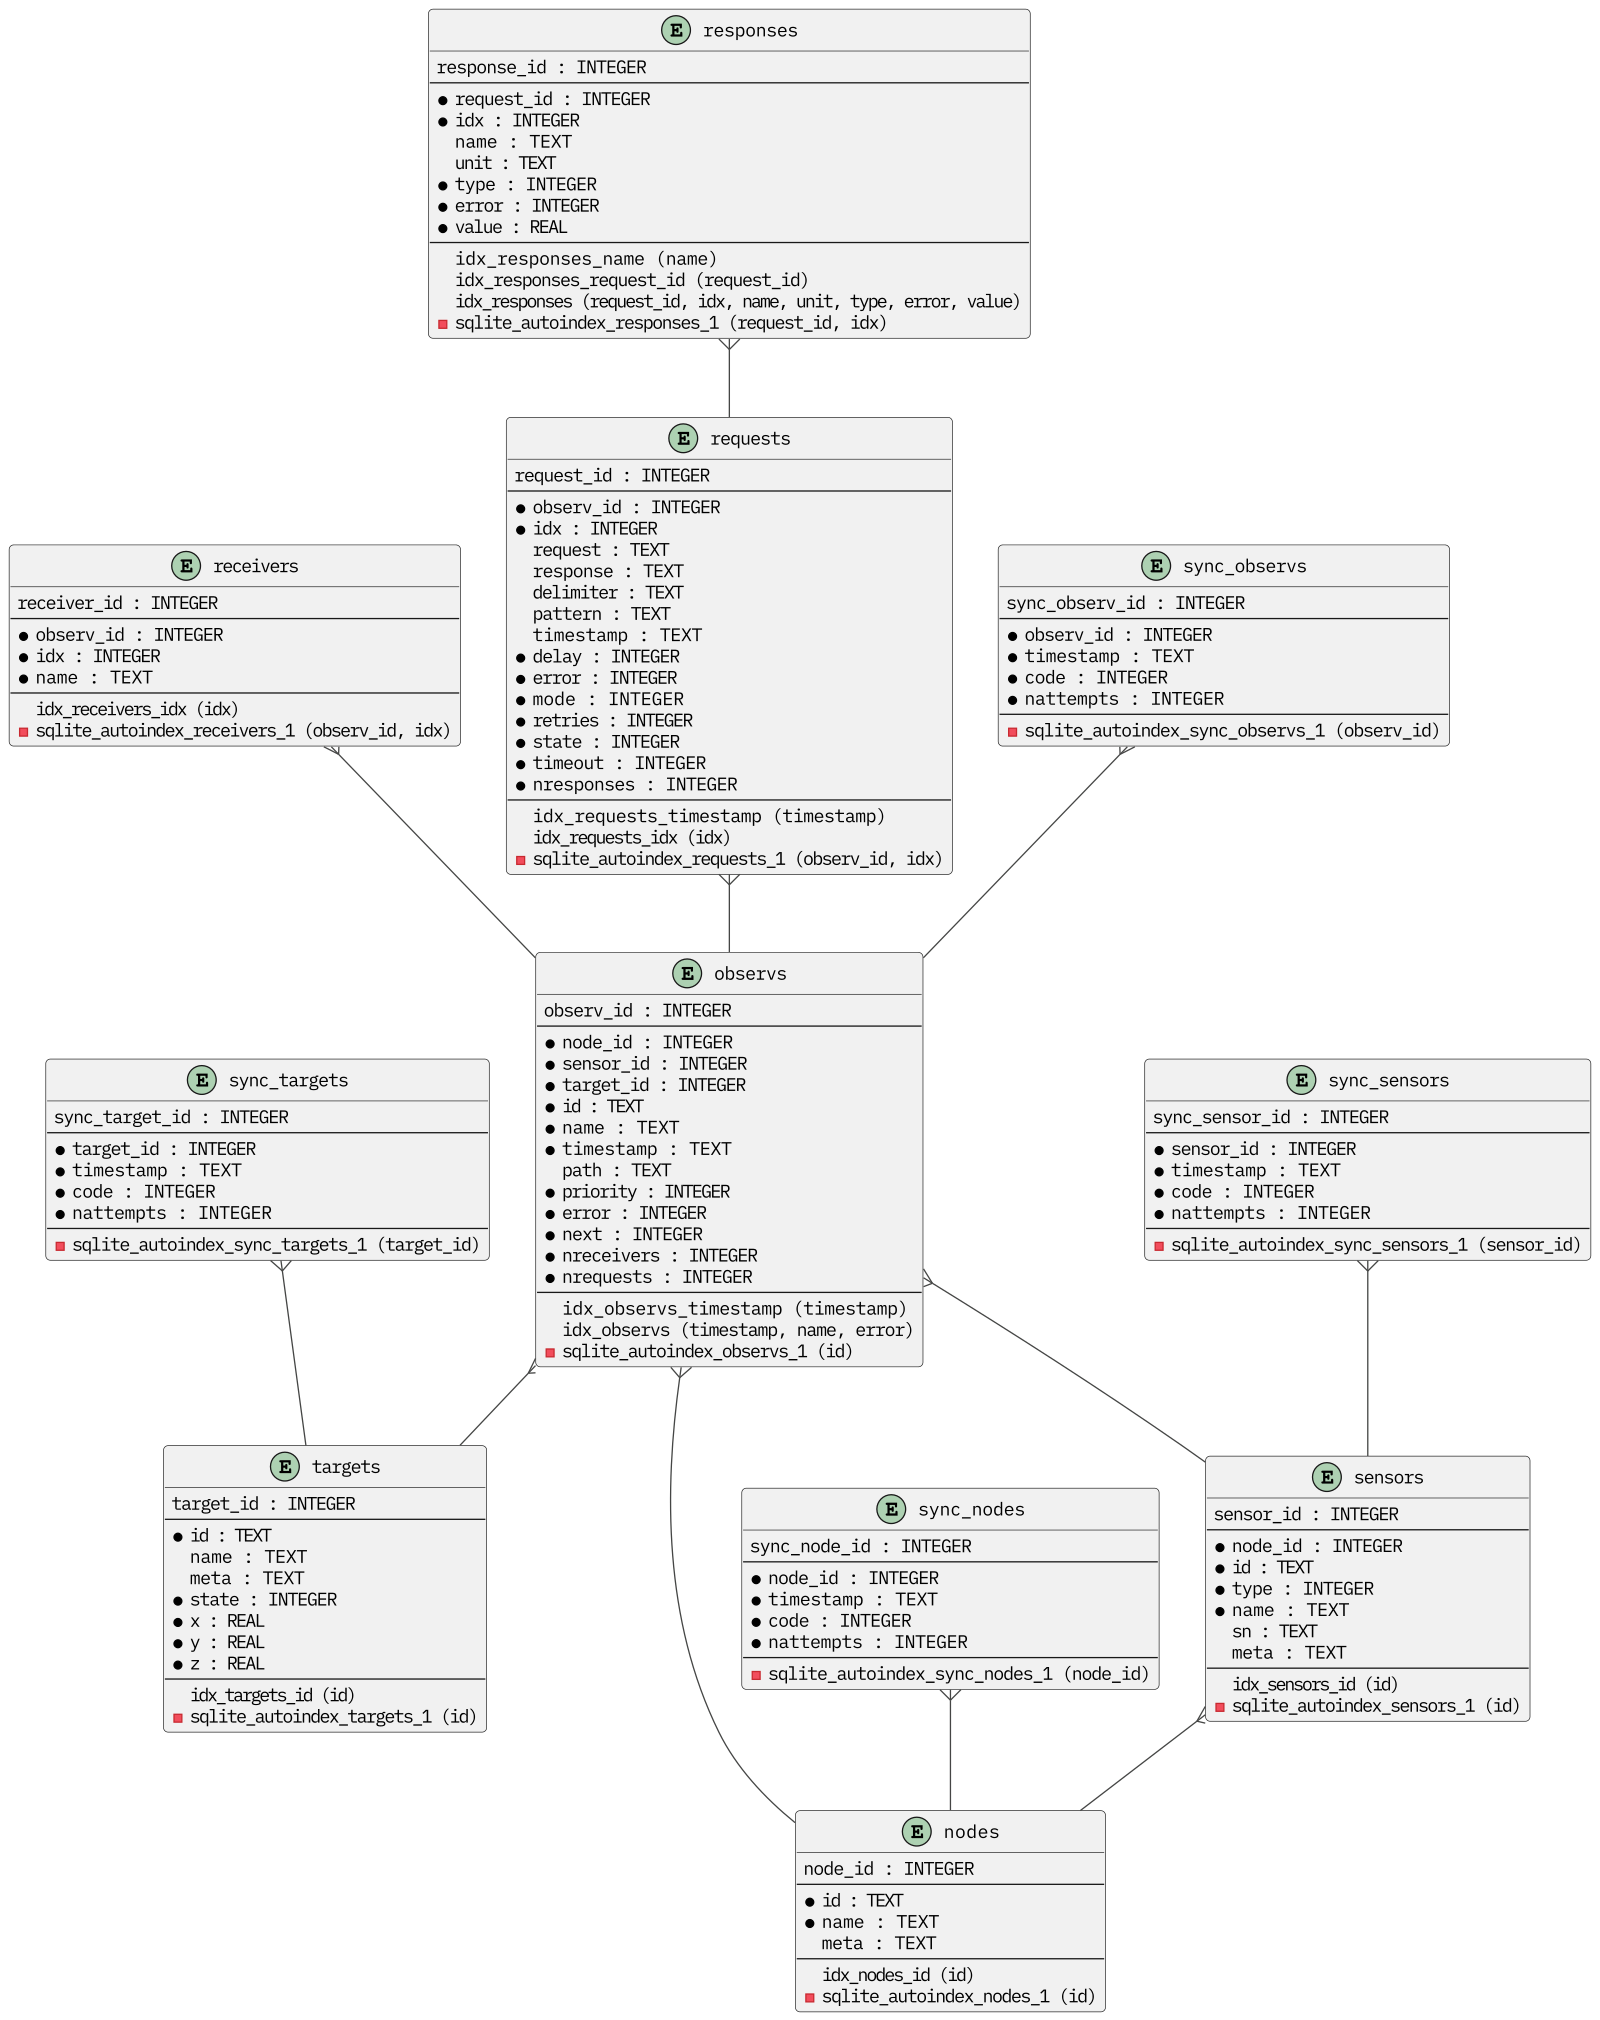 E responses
response_id : INTEGER
request_id : INTEGER
idx : INTEGER
name : TEXT
unit : TEXT
type : INTEGER
error : INTEGER
value : REAL
idx_responses_name (name)
idx_responses_request_id (request_id)
idx_responses (request_id, idx, name, unit, type, error, value)
sqlite_autoindex_responses_1 (request_id, idx)
E requests
request_id : INTEGER
observ_id : INTEGER
idx : INTEGER
request : TEXT
response : TEXT
delimiter : TEXT
pattern : TEXT
timestamp : TEXT
delay : INTEGER
error : INTEGER
mode : INTEGER
retries : INTEGER
state : INTEGER
timeout : INTEGER
nresponses : INTEGER
idx_requests_timestamp (timestamp)
idx_requests_idx (idx)
sqlite_autoindex_requests_1 (observ_id, idx)
E receivers
receiver_id : INTEGER
observ_id : INTEGER
idx : INTEGER
name : TEXT
idx_receivers_idx (idx)
sqlite_autoindex_receivers_1 (observ_id, idx)
E sync_observs
sync_observ_id : INTEGER
observ_id : INTEGER
timestamp : TEXT
code : INTEGER
nattempts : INTEGER
sqlite_autoindex_sync_observs_1 (observ_id)
E observs
observ_id : INTEGER
node_id : INTEGER
sensor_id : INTEGER
target_id : INTEGER
id : TEXT
name : TEXT
timestamp : TEXT
path : TEXT
priority : INTEGER
error : INTEGER
next : INTEGER
nreceivers : INTEGER
nrequests : INTEGER
idx_observs_timestamp (timestamp)
idx_observs (timestamp, name, error)
sqlite_autoindex_observs_1 (id)
E sync_targets
sync_target_id : INTEGER
target_id : INTEGER
timestamp : TEXT
code : INTEGER
nattempts : INTEGER
sqlite_autoindex_sync_targets_1 (target_id)
E sync_sensors
sync_sensor_id : INTEGER
sensor_id : INTEGER
timestamp : TEXT
code : INTEGER
nattempts : INTEGER
sqlite_autoindex_sync_sensors_1 (sensor_id)
E targets
target_id : INTEGER
id : TEXT
name : TEXT
meta : TEXT
state : INTEGER
x : REAL
y : REAL
z : REAL
idx_targets_id (id)
sqlite_autoindex_targets_1 (id)
E sync_nodes
sync_node_id : INTEGER
node_id : INTEGER
timestamp : TEXT
code : INTEGER
nattempts : INTEGER
sqlite_autoindex_sync_nodes_1 (node_id)
E sensors
sensor_id : INTEGER
node_id : INTEGER
id : TEXT
type : INTEGER
name : TEXT
sn : TEXT
meta : TEXT
idx_sensors_id (id)
sqlite_autoindex_sensors_1 (id)
E nodes
node_id : INTEGER
id : TEXT
name : TEXT
meta : TEXT
idx_nodes_id (id)
sqlite_autoindex_nodes_1 (id)